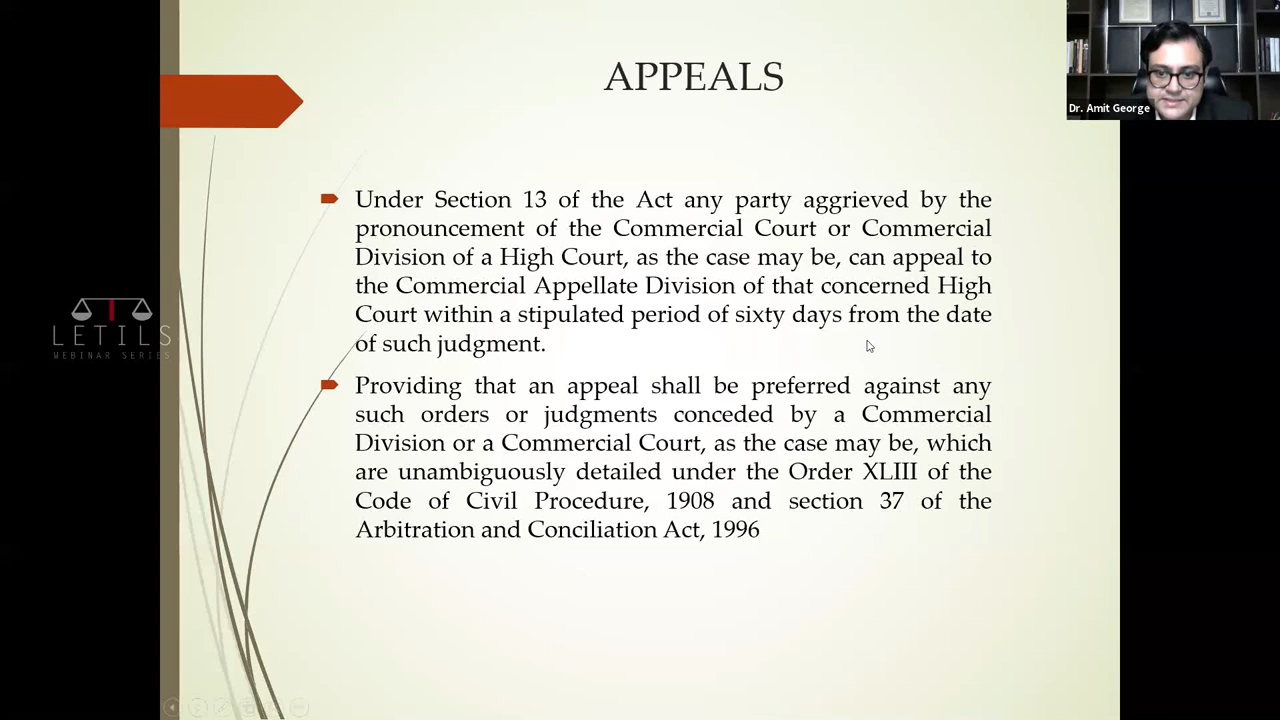 APPEALS
Dr. Amit George
Under Section 13 of the Act any party aggrieved by the
pronouncement of the Commercial Court or Commercial
Division of a High Court, as the case may be, can appeal to
the Commercial Appellate Division of that concerned High
Court within a stipulated period of sixty days from the date
of such judgment.
Providing that an appeal shall be preferred against any
such orders or judgments conceded by a Commercial
Division or a Commercial Court, as the case may be, which
are unambiguously detailed under the Order XLIII of the
Code of Civil Procedure, 1908 and section 37 of the
Arbitration and Conciliation Act, 1996
LETILS
WEBINAR SERIES